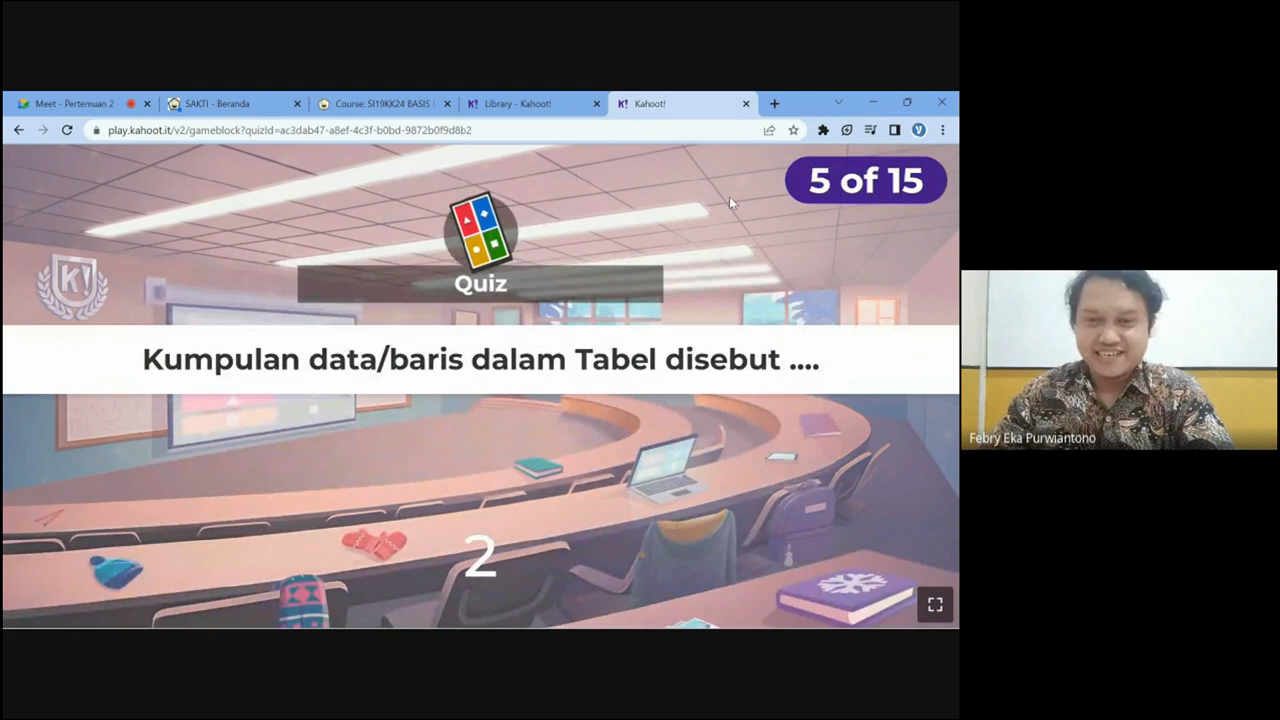 Meet - Pertemuan 2 -
SAKTI - Beranda
Course: SI19KK24 BASIS
Library - Kahoot!
Kahoot!
play.kahoot.it/v2/gameblock?quizId=ac3dab47-a8ef-4c3f-b0bd-9872b0f9d8b2
V
5 of 15
K!
Quiz
Kumpulan data/baris dalam Tabel disebut ....
2
Febry Eka Purwiantono